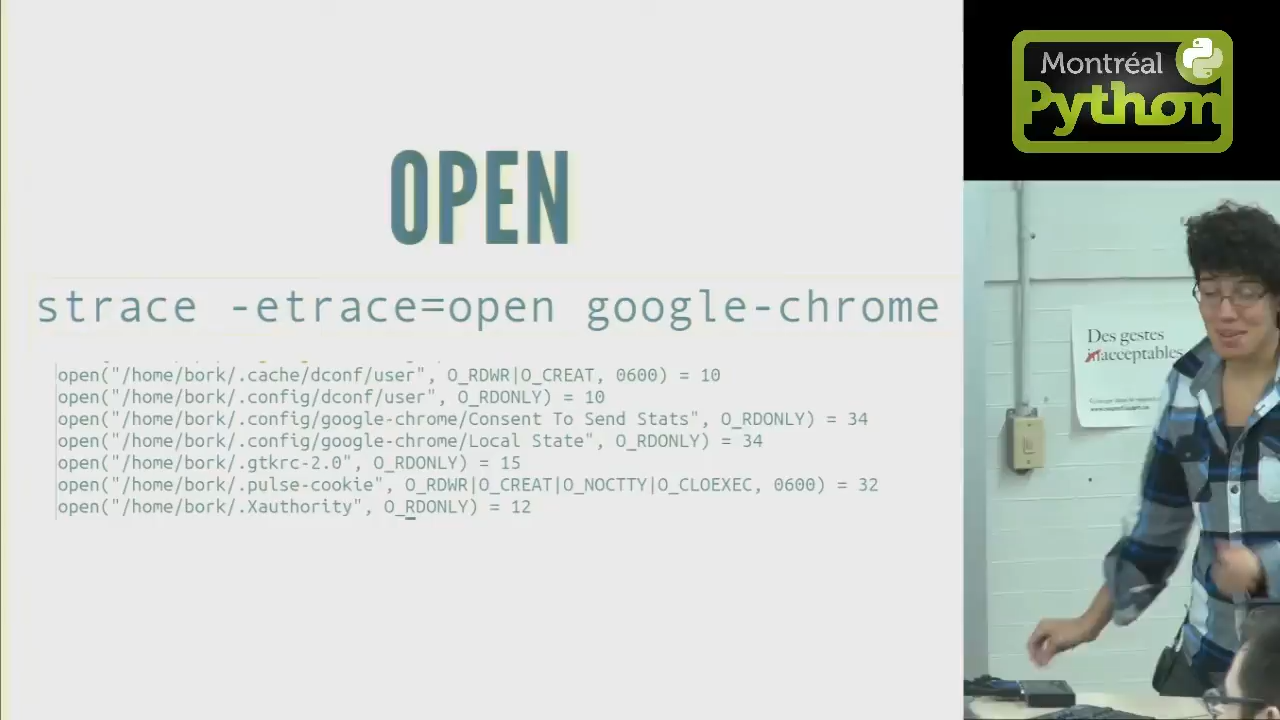 OPEN
strace -etrace=open google-chrome
open("/home/bork/.cache/dconf/user", O_RDWR|O_CREAT, 0600) = 10
open("/home/bork/.config/dconf/user", O_RDONLY) = 10
open("/home/bork/.config/google-chrome/Consent To Send Stats", O_RDONLY) = 34
open("/home/bork/.config/google-chrome/Local State", O_RDONLY) = 34
open("/home/bork/.gtkrc-2.0", O_RDONLY) = 15
open("/home/bork/.pulse-cookie", O_RDWR|O_CREAT|O_NOCTTY|O_CLOEXEC, 0600) = 32
open("/home/bork/.Xauthority", O_RDONLY) = 12
Montréal
Python
Des gestes
inacceptables